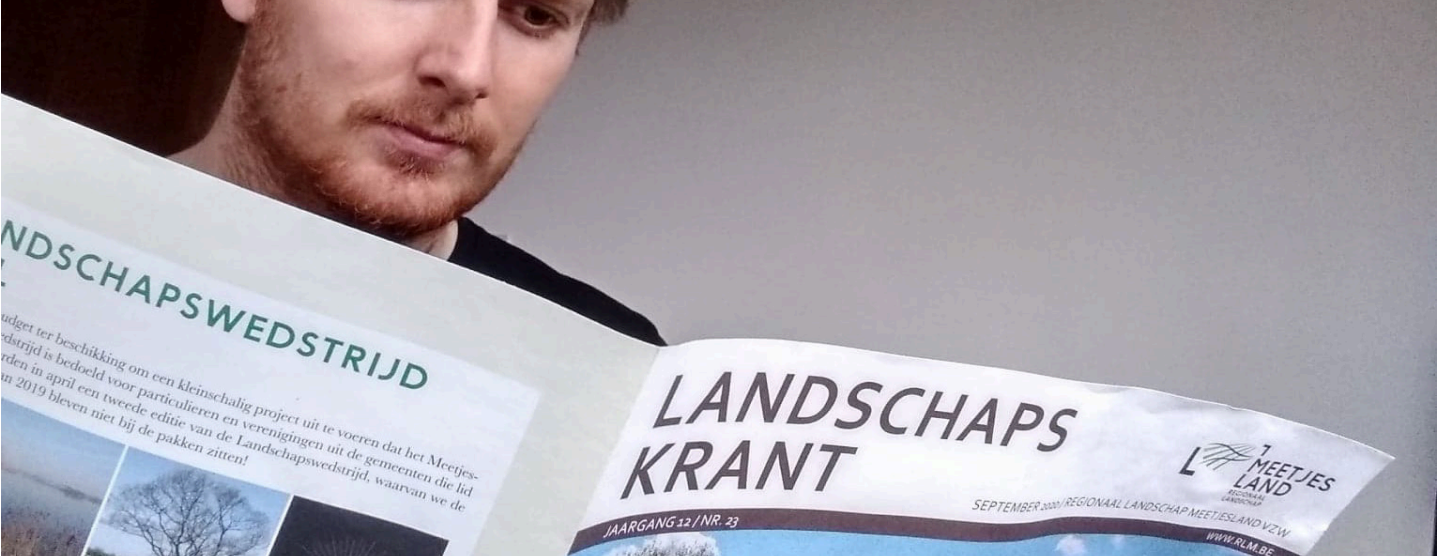 NDSCHAPSWEDSTRIJD
udget ter beschikking om een kleinschalig project uit te voeren dat het Meetjes-
edstrijd is bedoeld voor particulieren en verenigingen uit de gemeenten die lid
rden in april een tweede editie van de Landschapswedstrijd, waarvan we de
an 2019 bleven niet bij de pakken zitten!
LANDSCHAPS
KRANT
MEETJES
LAND
REGIONAAL
LANDSCHAP
SEPTEMBER 2020 / REGIONAAL LANDSCHAP MEETJESLAND VZW
JAARGANG 12 / NR. 23
WWW.RLM.BE